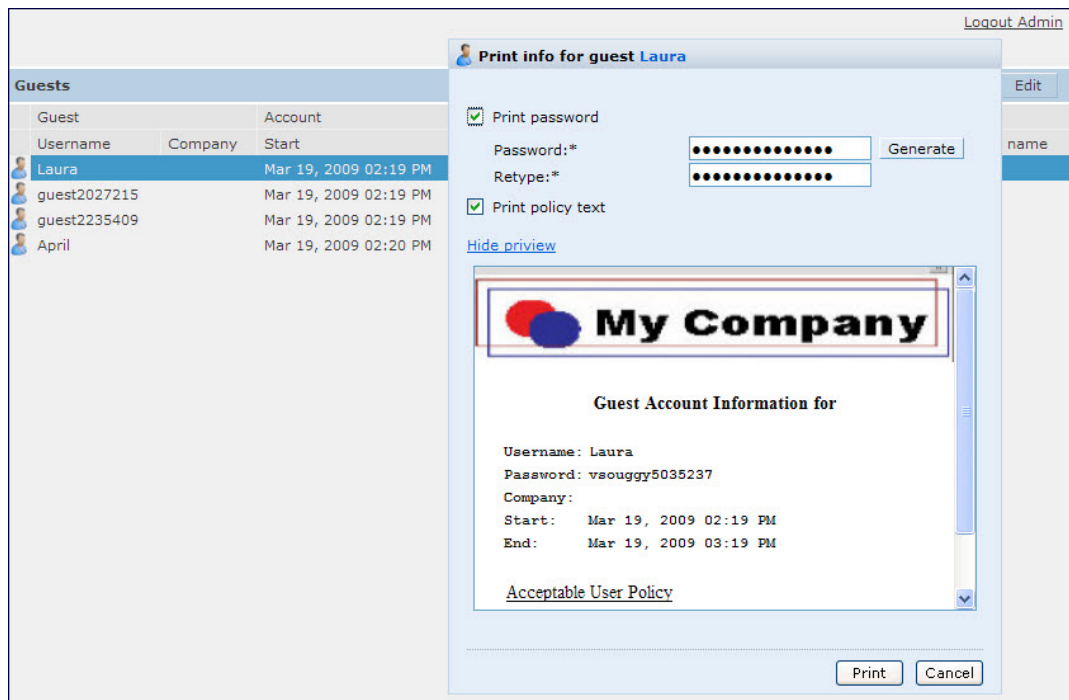 Logout Admin
Print info for guest Laura
Guests
Edit
Guest Account
Username Company Start name
Laura Mar 19, 2009 02:19 PM
guest2027215 Mar 19, 2009 02:19 PM
guest2235409 Mar 19, 2009 02:19 PM
April Mar 19, 2009 02:20 PM
Print password
Password:* ●●●●●●●●●●●●●● Generate
Retype:* ●●●●●●●●●●●●●●
Print policy text
Hide priview
My Company
Guest Account Information for
Username: Laura
Password: vsouggy5035237
Company:
Start: Mar 19, 2009 02:19 PM
End: Mar 19, 2009 03:19 PM
Acceptable User Policy
Print Cancel